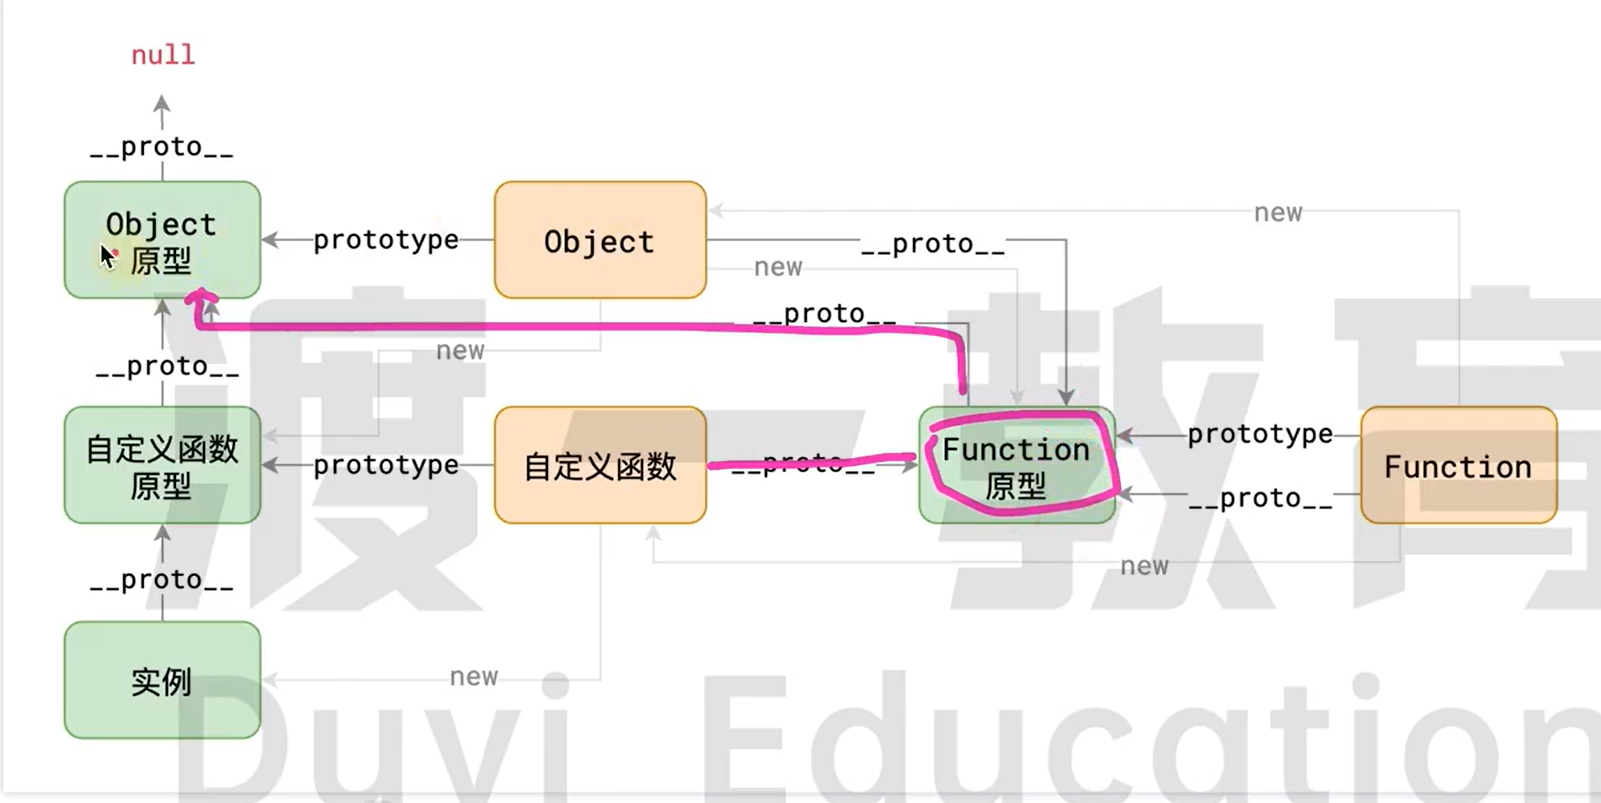 null
__proto__
Object
原型
prototype
Object
__proto__
new
new
__proto__
new
__proto__
自定义函数
原型
prototype
自定义函数
__proto__
Function
原型
prototype
__proto__
Function
new
__proto__
实例
new
渡一教育
Duyi Education